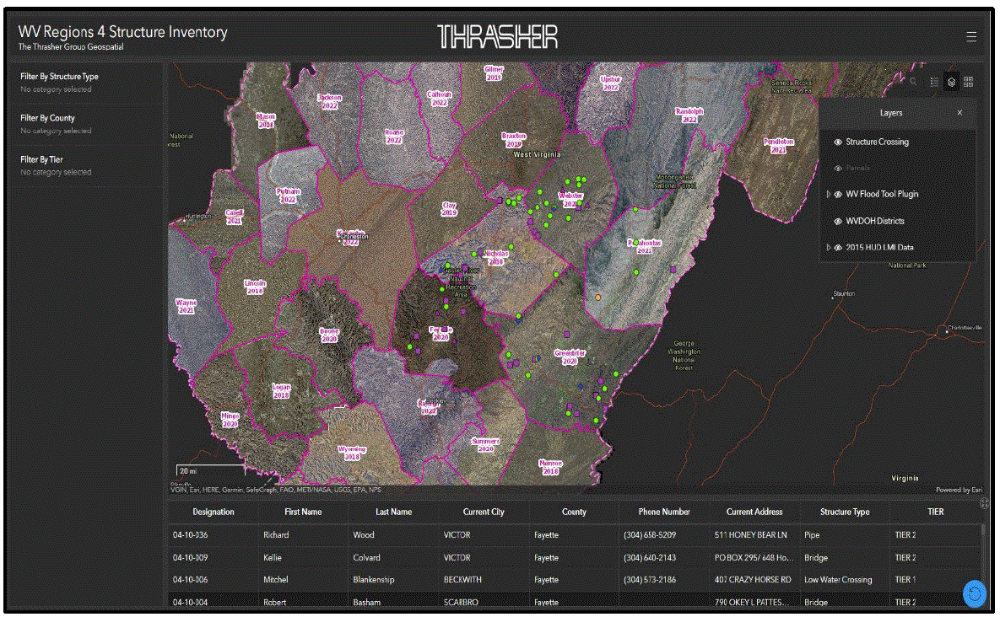 WV Regions 4 Structure Inventory
The Thrasher Group Geospatial
THRASHER
Filter By Structure Type
No category selected
Filter By County
No category selected
Filter By Tier
No category selected
Layers
Structure Crossing
Parcels
WV Flood Tool Plugin
WVDOH Districts
2015 HUD LMI Data
Gilmer
2019
Upshur
2022
Seneca Rocks
Calhoun
2022
Jackson
2022
Randolph
2022
Mason
Roane
2022
Braxton
2019
West Virginia
Pendleton
2021
National
Monongahela
National Forest
Putnam
2022
Webster
Clay
2019
Cabell
2021
Huntington
Charleston
2022
Pocahontas
2021
Nicholas
2018
National
Recreation
Area
National Park
Lincoln
2018
Staunton
Wayne
2021
Boone
2020
Charlottesville
2020
George
Washington
National
Forest
Greenbrier
2020
Logan
2018
2022
Mingo
2020
Wyoming
2018
Summers
2020
Monroe
2018
20 mi
Virginia
VGIN, Esri, HERE, Garmin, SafeGraph, FAO, METI/NASA, USGS, EPA, NPS
Powered by Esri
Designation First Name Last Name Current City County Phone Number Current Address Structure Type TIER
04-10-036 Richard Wood VICTOR Fayette (304) 658-5209 511 HONEY BEAR LN Pipe TIER 2
04-10-009 Kellie Colvard VICTOR Fayette (304) 640-2143 PO BOX 295/ 648 Ho... Bridge TIER 2
04-10-006 Mitchel Blankenship BECKWITH Fayette (304) 573-2186 407 CRAZY HORSE RD Low Water Crossing TIER 1
04-10-004 Robert Basham SCARBRO Fayette 790 OKEY L PATTES... Bridge TIER 2